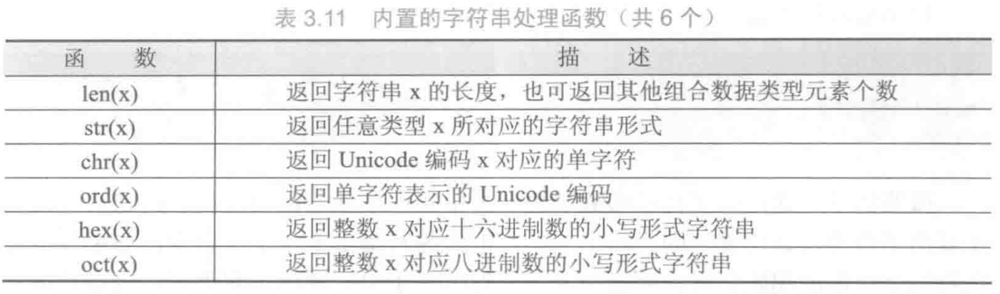 表 3.11 内置的字符串处理函数（共 6 个）
函 数 描 述
len(x) 返回字符串 x 的长度，也可返回其他组合数据类型元素个数
str(x) 返回任意类型 x 所对应的字符串形式
chr(x) 返回 Unicode 编码 x 对应的单字符
ord(x) 返回单字符表示的 Unicode 编码
hex(x) 返回整数 x 对应十六进制数的小写形式字符串
oct(x) 返回整数 x 对应八进制数的小写形式字符串